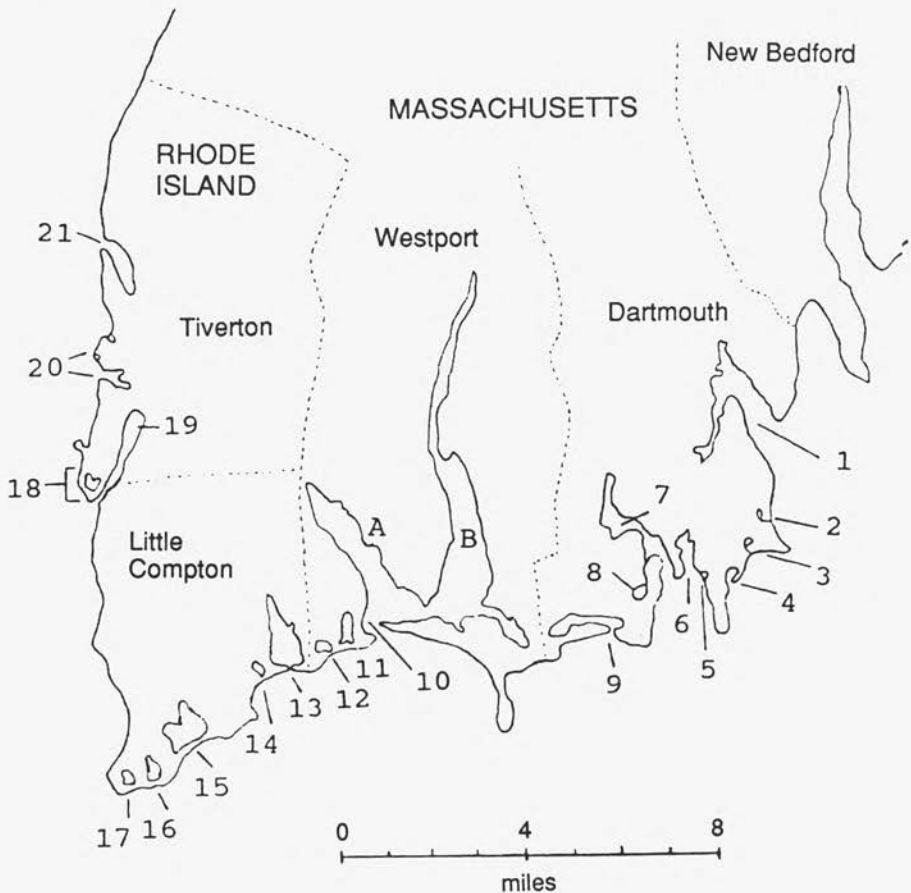 New Bedford
MASSACHUSETTS
RHODE
ISLAND
Westport
21
Tiverton
Dartmouth
20
19
1
18
7
2
A
B
Little
Compton
8
3
4
6
5
11
10
9
12
13
14
15
17
16
0 4 8
miles